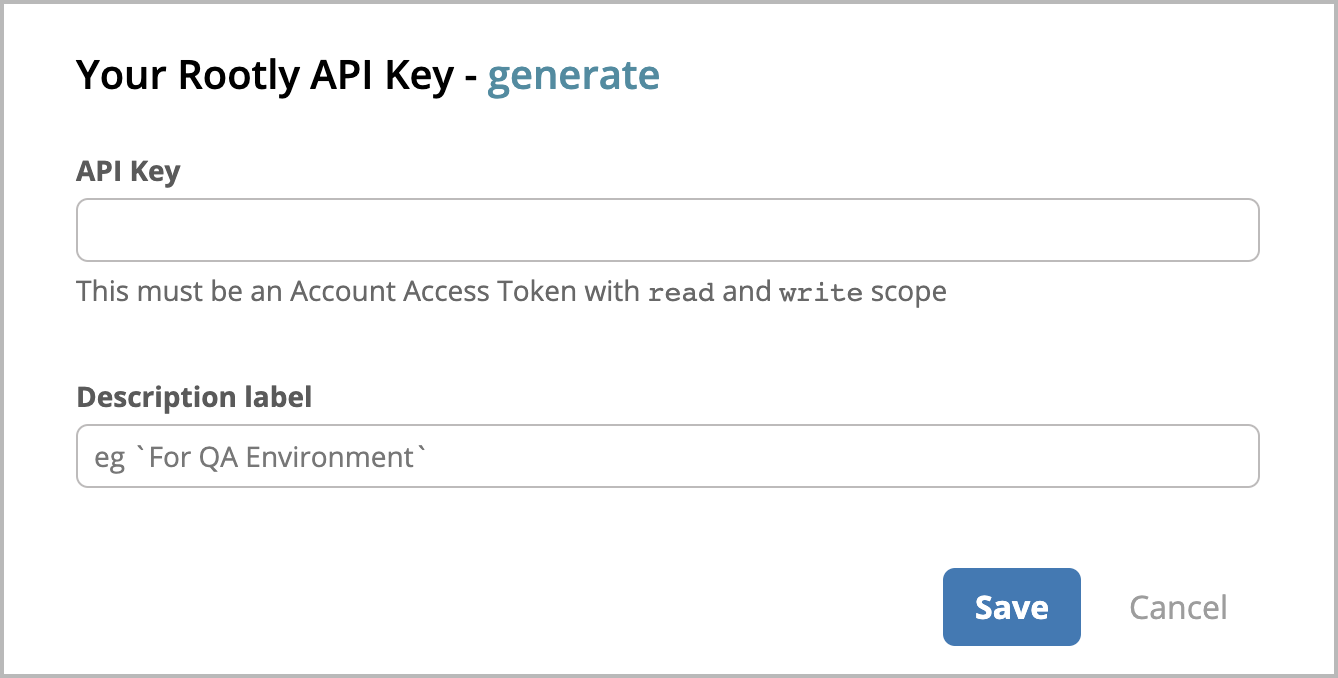 Your Rootly API Key - generate
API Key
This must be an Account Access Token with read and write scope
Description label
eg `For QA Environment`
Save
Cancel